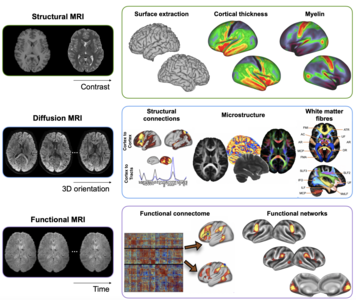 Structural MRI
Surface extraction
Cortical thickness
Myelin
Contrast
Diffusion MRI
Structural
connections
Microstructure
White matter
fibres
Cortex to
Cortex
Cortex to
Tracts
3D orientation
Functional MRI
Functional connectome
Functional networks
Time